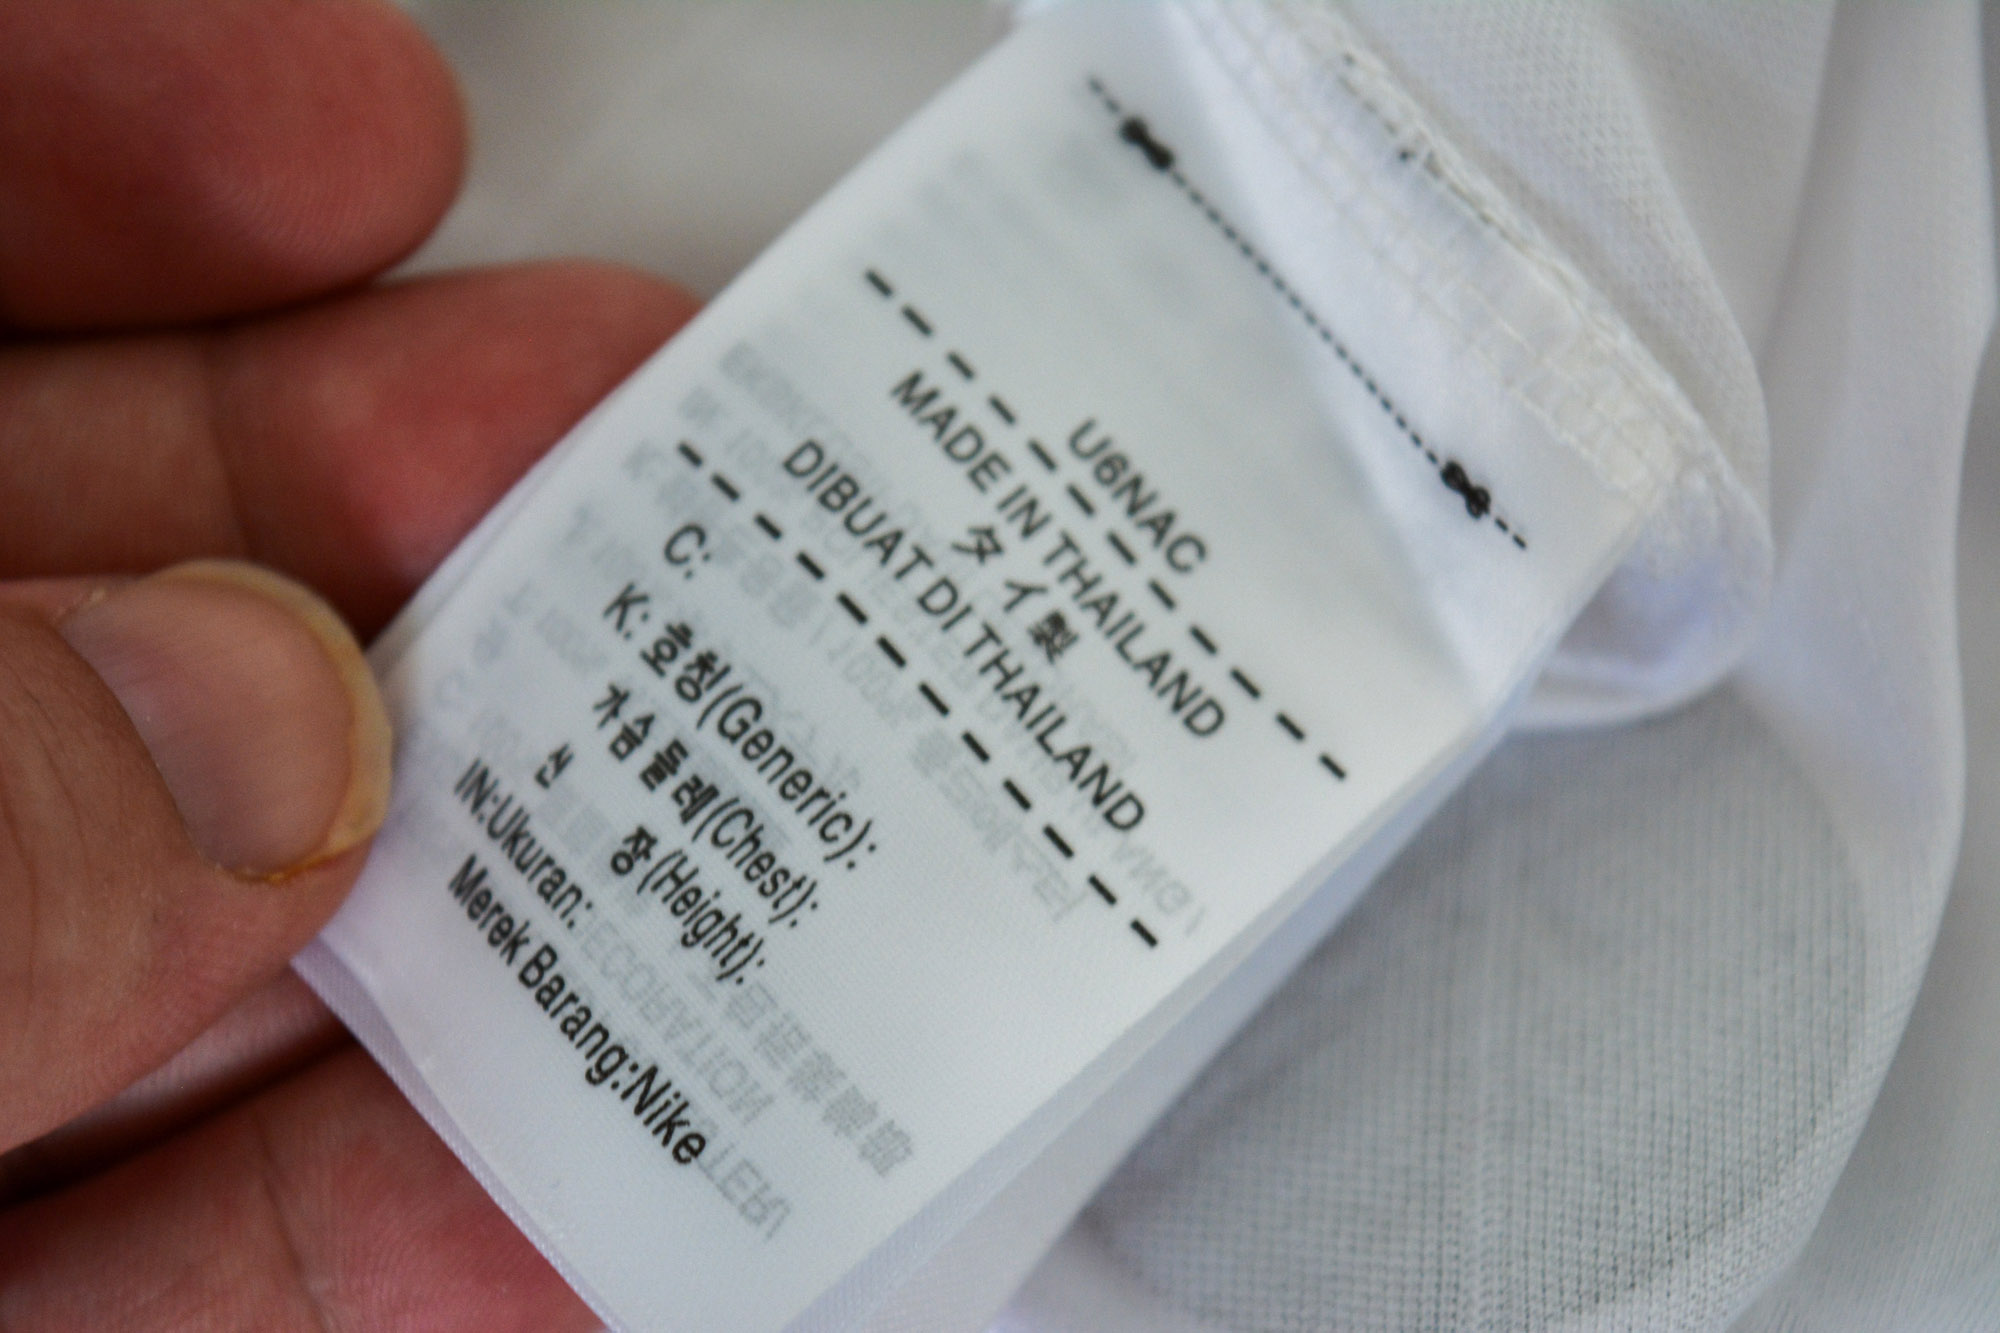 U6NAC
MADE IN THAILAND
タイ製
DIBUAT DI THAILAND
C:
K: 호칭(Generic):
가슴둘레(Chest):
신 장(Height):
IN:Ukuran:
Merek Barang:Nike